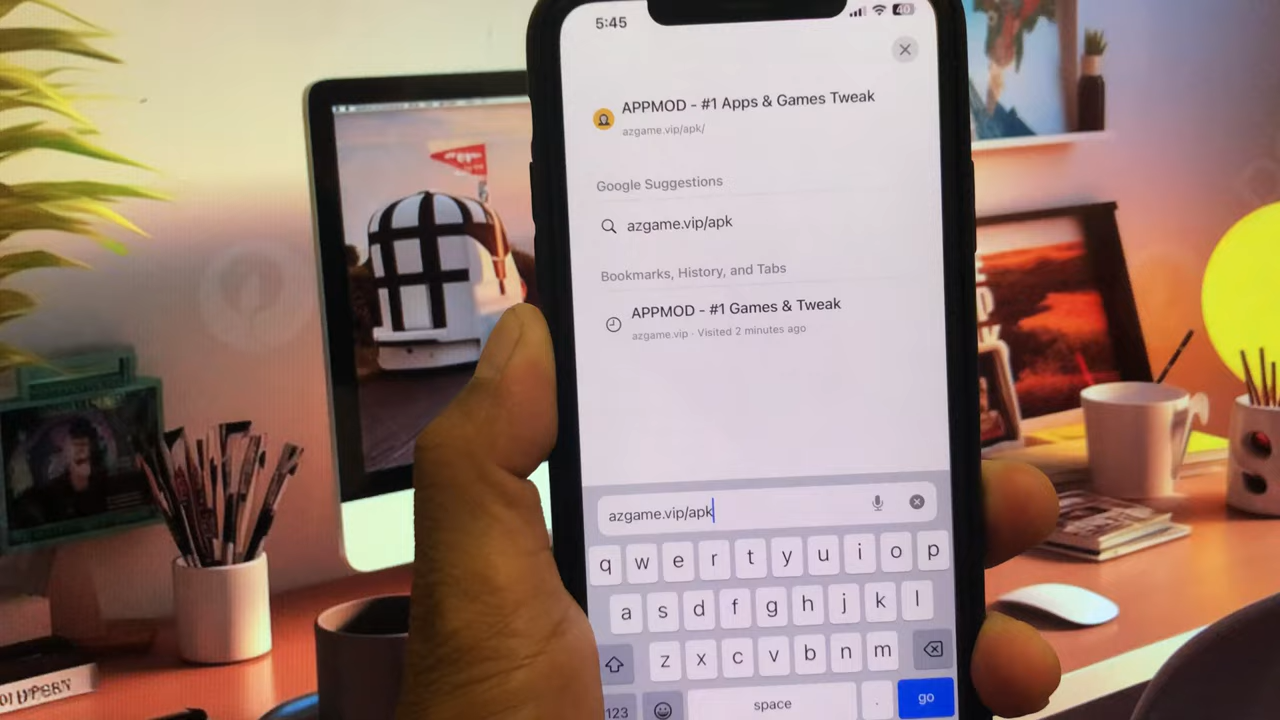 5:45
40
APPMOD - #1 Apps & Games Tweak
azgame.vip/apk/
Google Suggestions
azgame.vip/apk
Bookmarks, History, and Tabs
APPMOD - #1 Games & Tweak
azgame.vip · Visited 2 minutes ago
azgame.vip/apk
q w e r t y u i o p
a s d f g h j k l
z x c v b n m
123 space . go